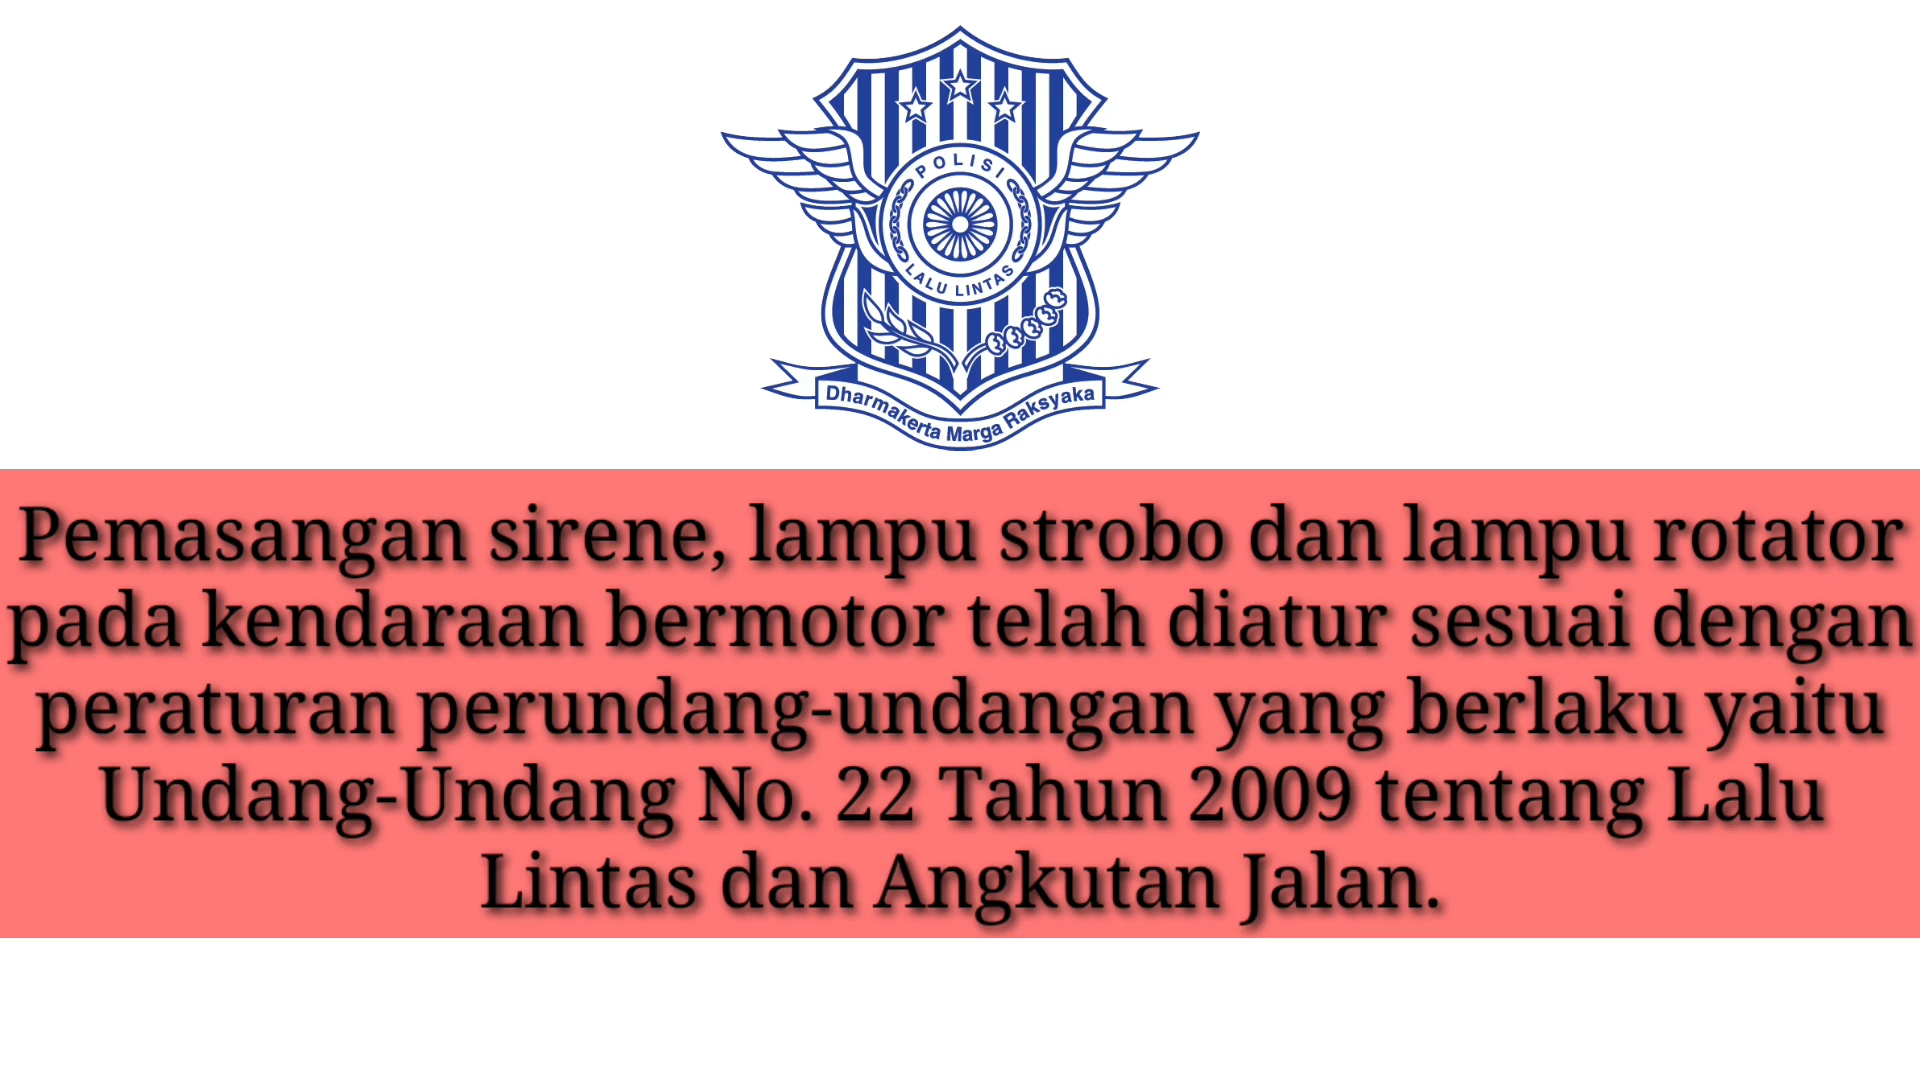 POLISI
LALU LINTAS
Dharmakerta Marga Raksyaka
Pemasangan sirene, lampu strobo dan lampu rotator
pada kendaraan bermotor telah diatur sesuai dengan
peraturan perundang-undangan yang berlaku yaitu
Undang-Undang No. 22 Tahun 2009 tentang Lalu
Lintas dan Angkutan Jalan.